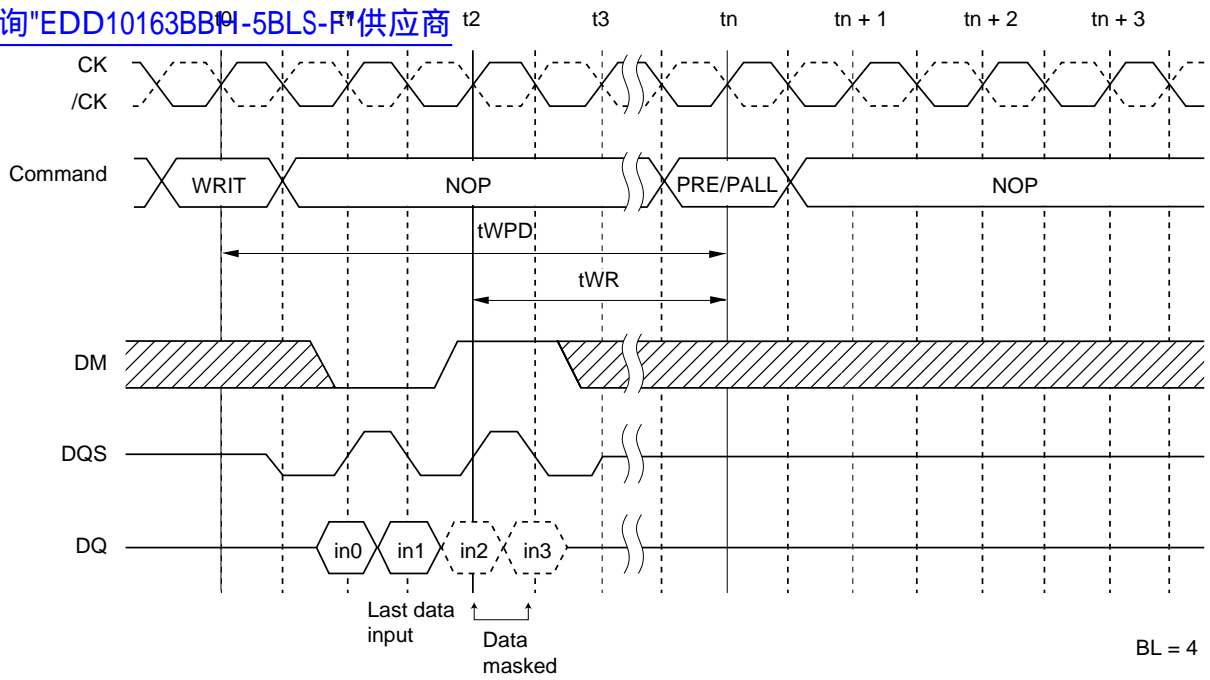 询"EDD10163BBH-5BLS-F"供应商
t0 t1 t2 t3 tn tn + 1 tn + 2 tn + 3
CK
/CK
Command WRIT NOP PRE/PALL NOP
tWPD
tWR
DM
DQS
DQ in0 in1 in2 in3
Last data
input
Data
masked
BL = 4